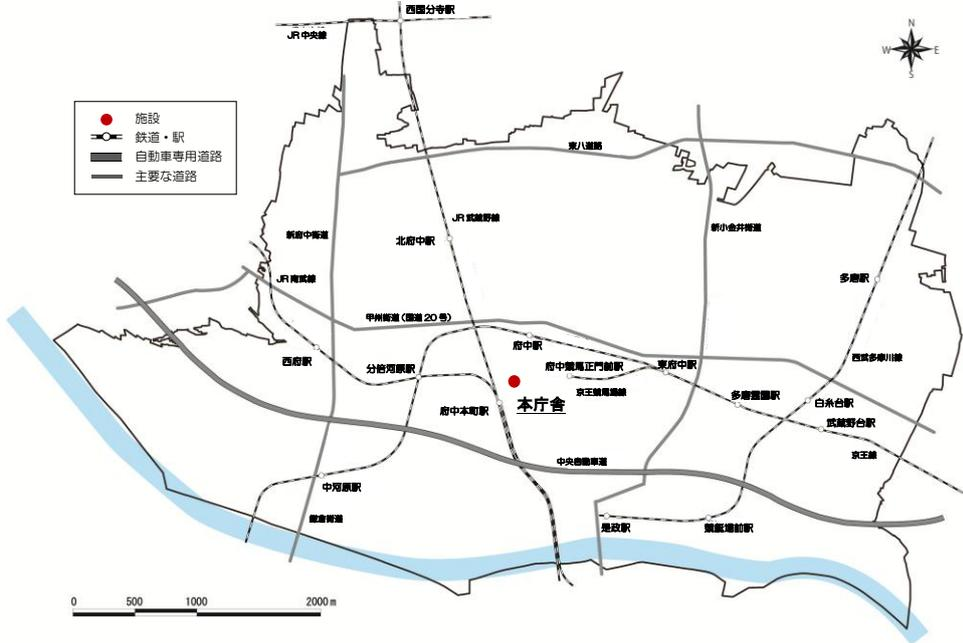 西国分寺駅
JR中央線
N
W E
S
施設
鉄道・駅
自動車専用道路
主要な道路
東八道路
JR武蔵野線
新府中街道
北府中駅
新小金井街道
JR南武線
多磨駅
甲州街道(国道20号)
府中駅
西府駅
分倍河原駅
府中競馬正門前駅
東府中駅
西武多摩川線
京王競馬場線
多磨霊園駅
白糸台駅
府中本町駅
本庁舎
武蔵野台駅
京王線
中央自動車道
中河原駅
鎌倉街道
是政駅
競艇場前駅
0 500 1000 2000m